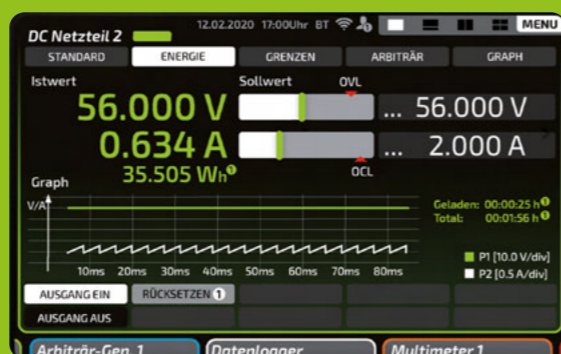 DC Netzteil 2
12.02.2020 17:00Uhr BT
MENU
STANDARD ENERGIE GRENZEN ARBITRÄR GRAPH
Istwert Sollwert OVL
56.000 V ... 56.000 V
0.634 A ... 2.000 A
35.505 Wh❶ OCL
Graph
V/A
Geladen: 00:00:25 h❶
Total: 00:01:56 h❶
P1 [10.0 V/div]
P2 [0.5 A/div]
10ms 20ms 30ms 40ms 50ms 60ms 70ms 80ms
AUSGANG EIN RÜCKSETZEN ①
AUSGANG AUS
Arbiträr-Gen. 1 Datenlogger Multimeter 1